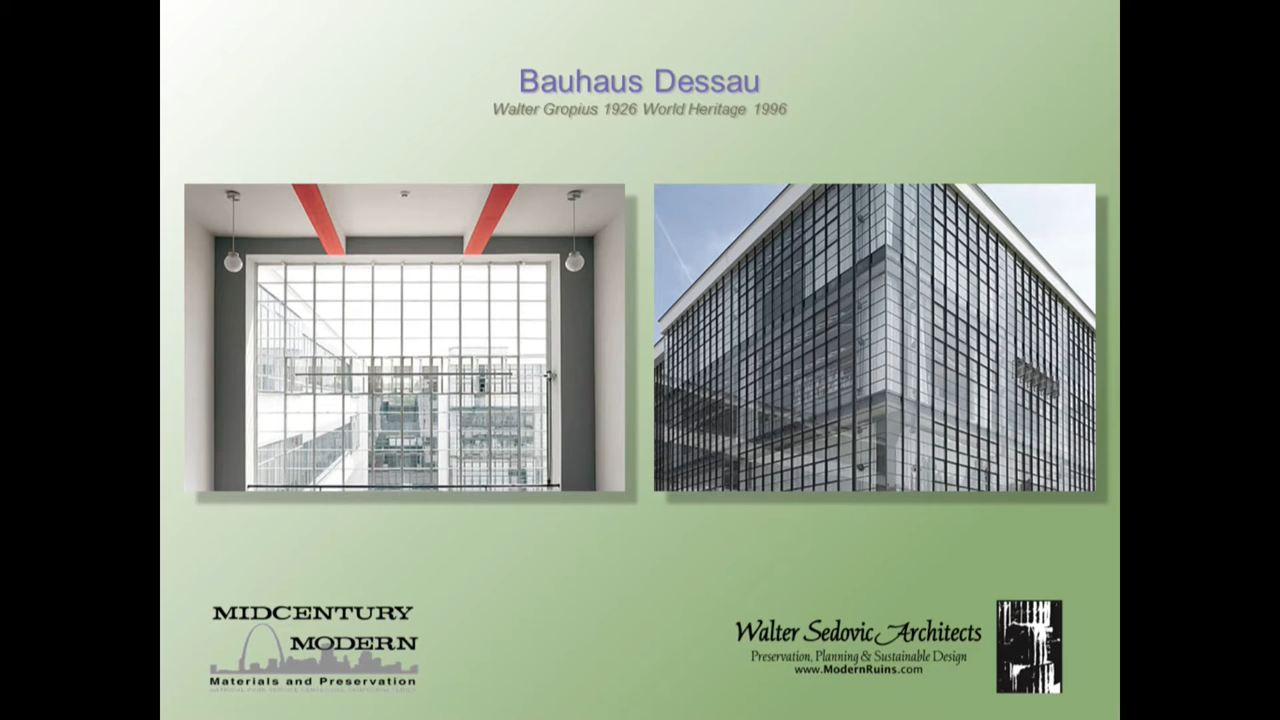 Bauhaus Dessau
Walter Gropius 1926 World Heritage 1996
MIDCENTURY
MODERN
Materials and Preservation
Walter Sedovic Architects
Preservation, Planning & Sustainable Design
www.ModernRuins.com